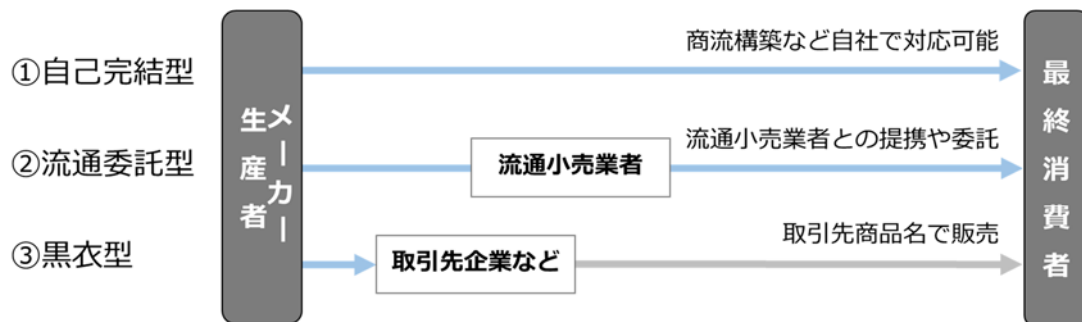 ①自己完結型
②流通委託型
③黒衣型
メーカー
生産者
商流構築など自社で対応可能
流通小売業者
流通小売業者との提携や委託
取引先企業など
取引先商品名で販売
最終消費者